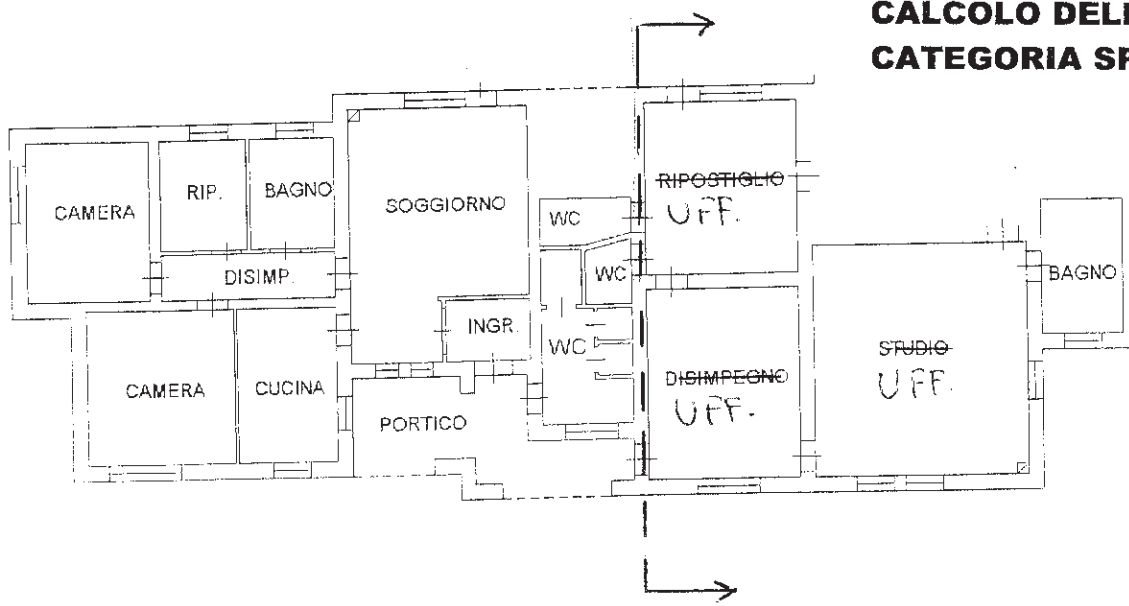 CALCOLO DELL
CATEGORIA SP
CAMERA
RIP.
BAGNO
SOGGIORNO
DISIMP.
INGR.
CAMERA
CUCINA
PORTICO
WC
WC
WC
RIPOSTIGLIO
UFF.
DISIMPEGNO
UFF.
STUDIO
UFF.
BAGNO